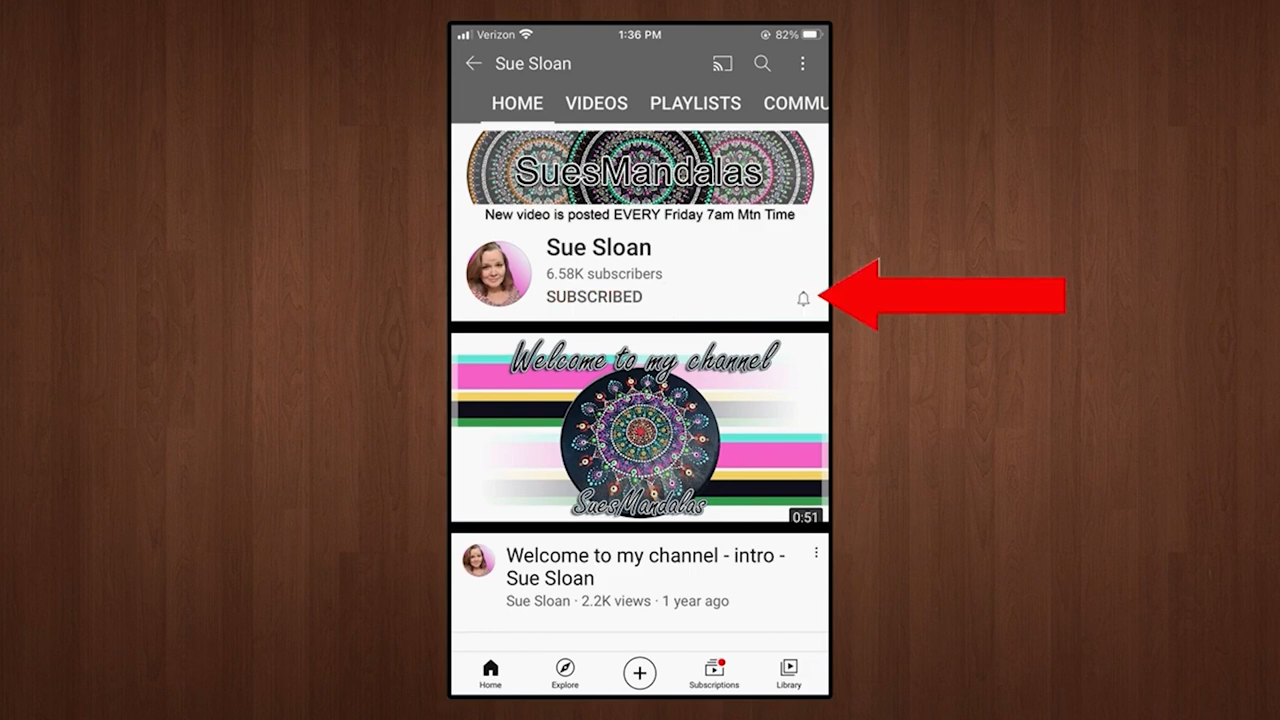 Verizon 1:36 PM 82%
Sue Sloan
HOME VIDEOS PLAYLISTS COMMU
SuesMandalas
New video is posted EVERY Friday 7am Mtn Time
Sue Sloan
6.58K subscribers
SUBSCRIBED
Welcome to my channel
SuesMandalas
0:51
Welcome to my channel - intro -
Sue Sloan
Sue Sloan · 2.2K views · 1 year ago
Home Explore Subscriptions Library